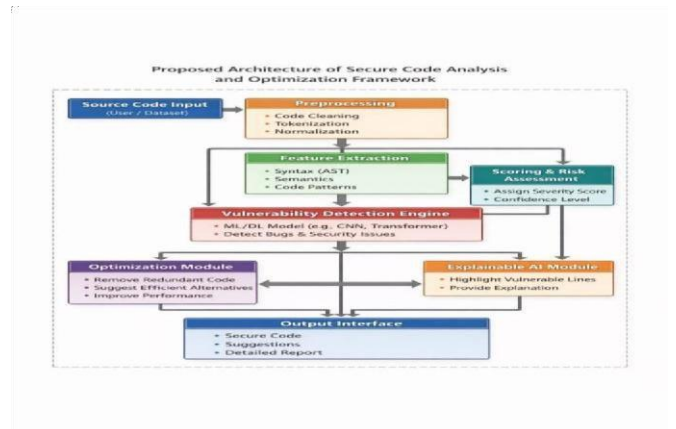 Proposed Architecture of Secure Code Analysis
and Optimization Framework
Source Code Input
(User / Dataset)
Preprocessing
• Code Cleaning
• Tokenization
• Normalization
Feature Extraction
• Syntax (AST)
• Semantics
• Code Patterns
Scoring & Risk
Assessment
• Assign Severity Score
• Confidence Level
Vulnerability Detection Engine
• ML/DL Model (e.g., CNN, Transformer)
• Detect Bugs & Security Issues
Optimization Module
• Remove Redundant Code
• Suggest Efficient Alternatives
• Improve Performance
Explainable AI Module
• Highlight Vulnerable Lines
• Provide Explanation
Output Interface
• Secure Code
• Suggestions
• Detailed Report